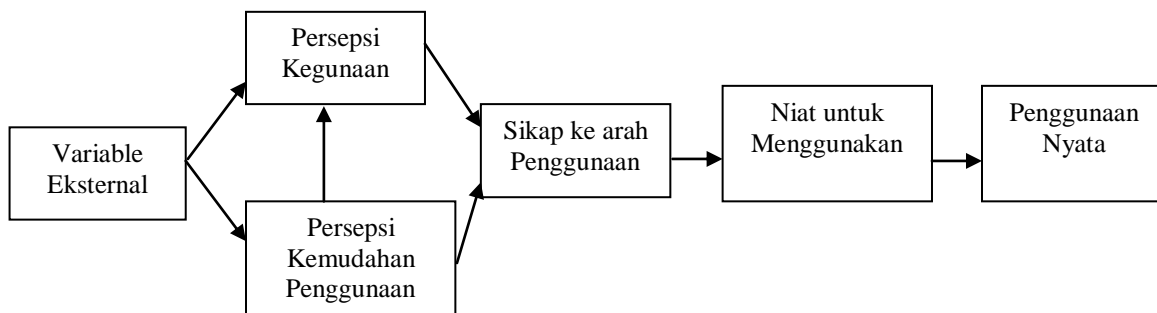 Persepsi
Kegunaan
Variable
Eksternal
Persepsi
Kemudahan
Penggunaan
Sikap ke arah
Penggunaan
Niat untuk
Menggunakan
Penggunaan
Nyata